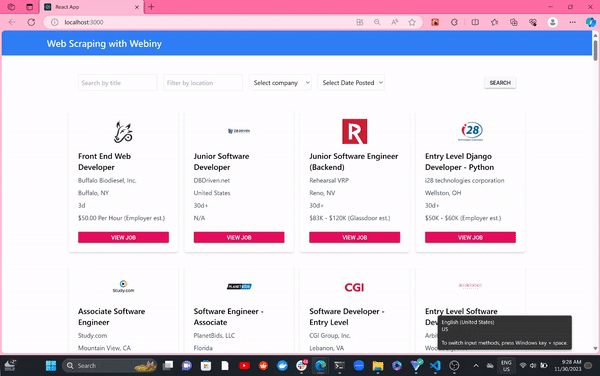 React App
localhost:3000
Web Scraping with Webiny
Search by title
Filter by location
Select company
Select Date Posted
SEARCH
DBDRIVEN
R
i28
Front End Web
Developer
Buffalo Biodiesel, Inc.
Buffalo, NY
3d
$50.00 Per Hour (Employer est.)
VIEW JOB
Junior Software
Developer
DBDriven.net
United States
30d+
N/A
VIEW JOB
Junior Software Engineer
(Backend)
Rehearsal VRP
Reno, NV
30d+
$83K - $120K (Glassdoor est.)
VIEW JOB
Entry Level Django
Developer - Python
i28 technologies corporation
Wellston, OH
30d+
$50K - $60K (Employer est.)
VIEW JOB
Study.com
PLANETBIDS
CGI
Associate Software
Engineer
Study.com
Mountain View, CA
Software Engineer -
Associate
PlanetBids, LLC
Florida
Software Developer -
Entry Level
CGI Group, Inc.
Lebanon, VA
Entry Level Software
English (United States)
US
To switch input methods, press Windows key + space.
Search
ENG
US
9:28 AM
11/30/2023